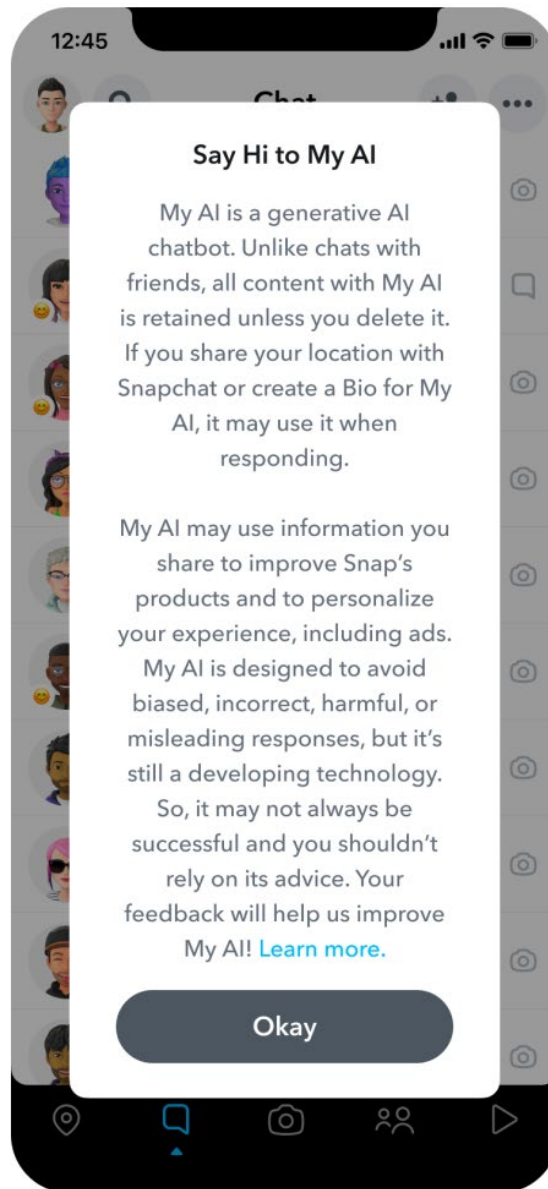 12:45
Chat
Say Hi to My AI
My AI is a generative AI
chatbot. Unlike chats with
friends, all content with My AI
is retained unless you delete it.
If you share your location with
Snapchat or create a Bio for My
AI, it may use it when
responding.
My AI may use information you
share to improve Snap's
products and to personalize
your experience, including ads.
My AI is designed to avoid
biased, incorrect, harmful, or
misleading responses, but it's
still a developing technology.
So, it may not always be
successful and you shouldn't
rely on its advice. Your
feedback will help us improve
My AI! Learn more.
Okay